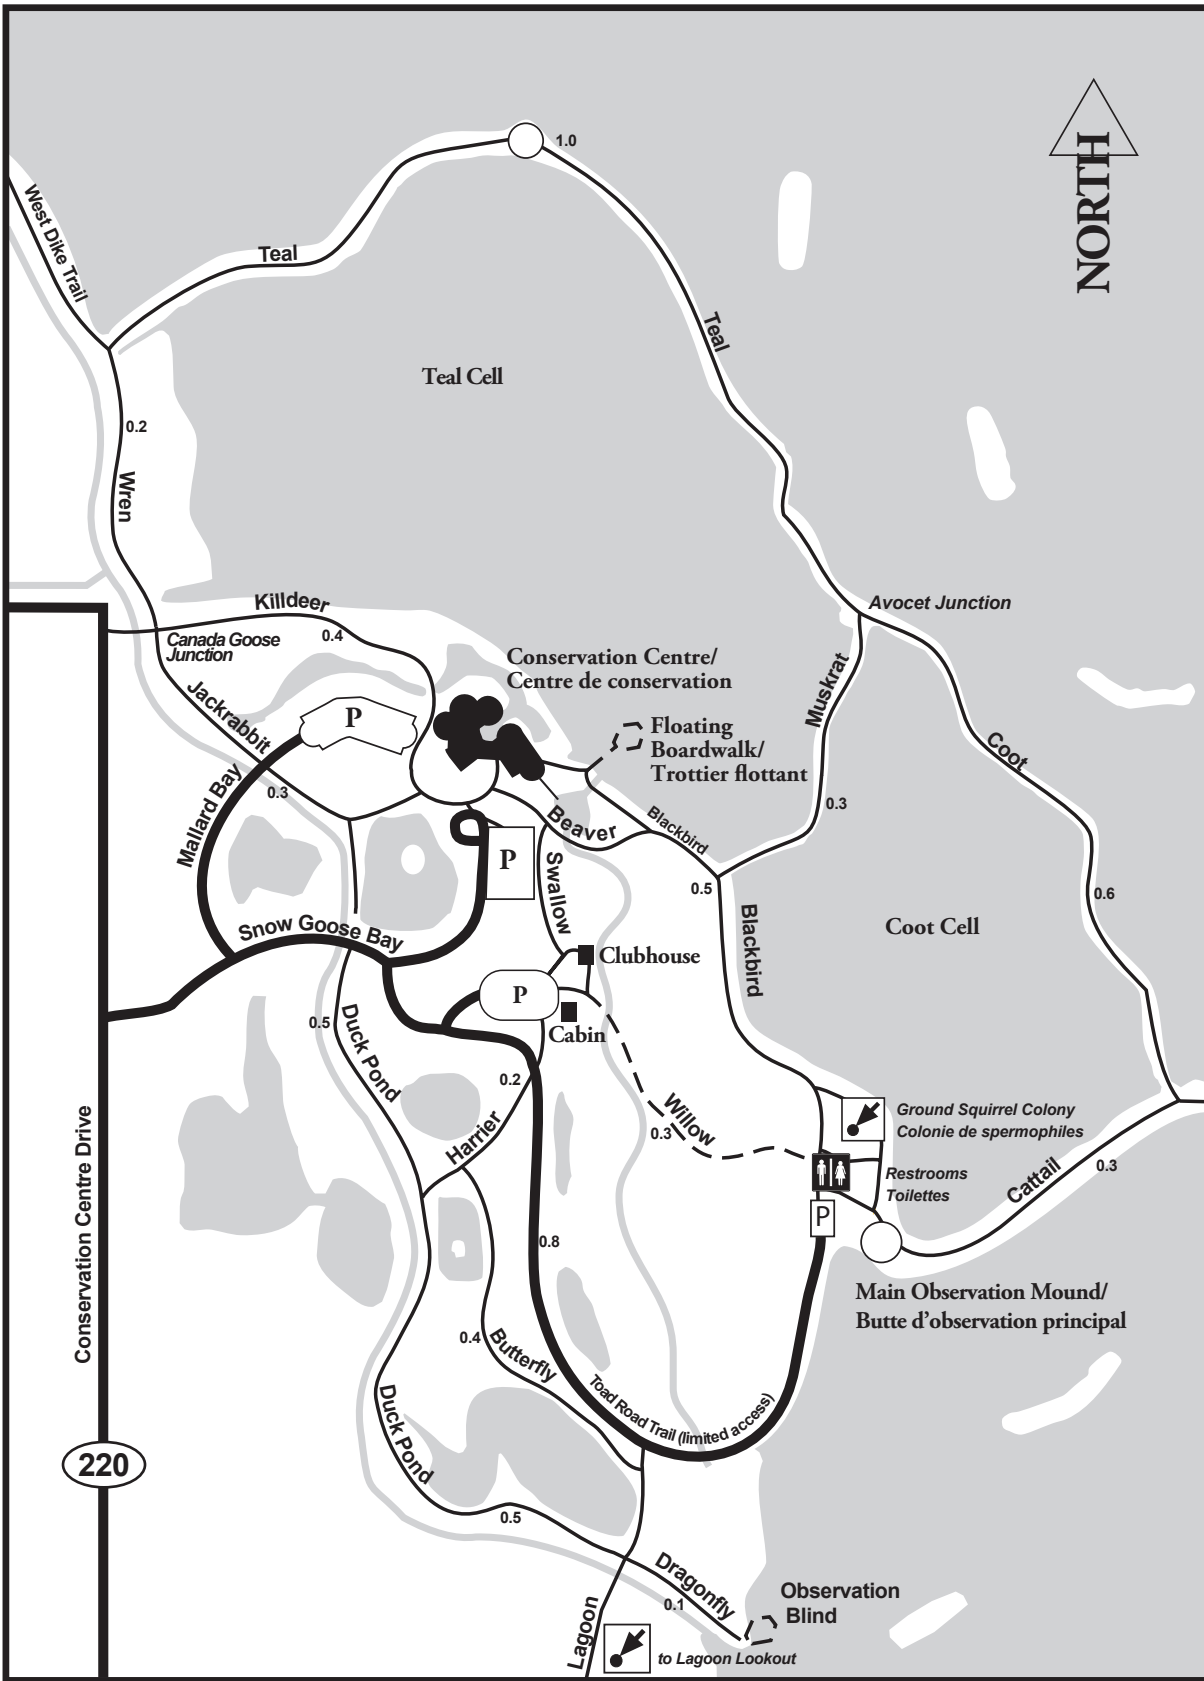 1.0
NORTH
West Dike Trail
Teal
Teal
Teal Cell
0.2
Wren
Killdeer
0.4
Canada Goose
Junction
Avocet Junction
Conservation Centre/
Centre de conservation
Muskrat
Jackrabbit
P
Floating
Boardwalk/
Trottier flottant
Coot
Mallard Bay
0.3
0.3
Beaver
Blackbird
P
Swallow
0.5
0.6
Blackbird
Coot Cell
Snow Goose Bay
Clubhouse
P
Cabin
0.5
Duck Pond
0.2
Harrier
Willow
0.3
Ground Squirrel Colony
Colonie de spermophiles
Restrooms
Toilettes
Cattail
0.3
P
Conservation Centre Drive
0.8
Main Observation Mound/
Butte d’observation principal
0.4
Butterfly
Toad Road Trail (limited access)
Duck Pond
220
0.5
Dragonfly
0.1
Observation
Blind
Lagoon
to Lagoon Lookout